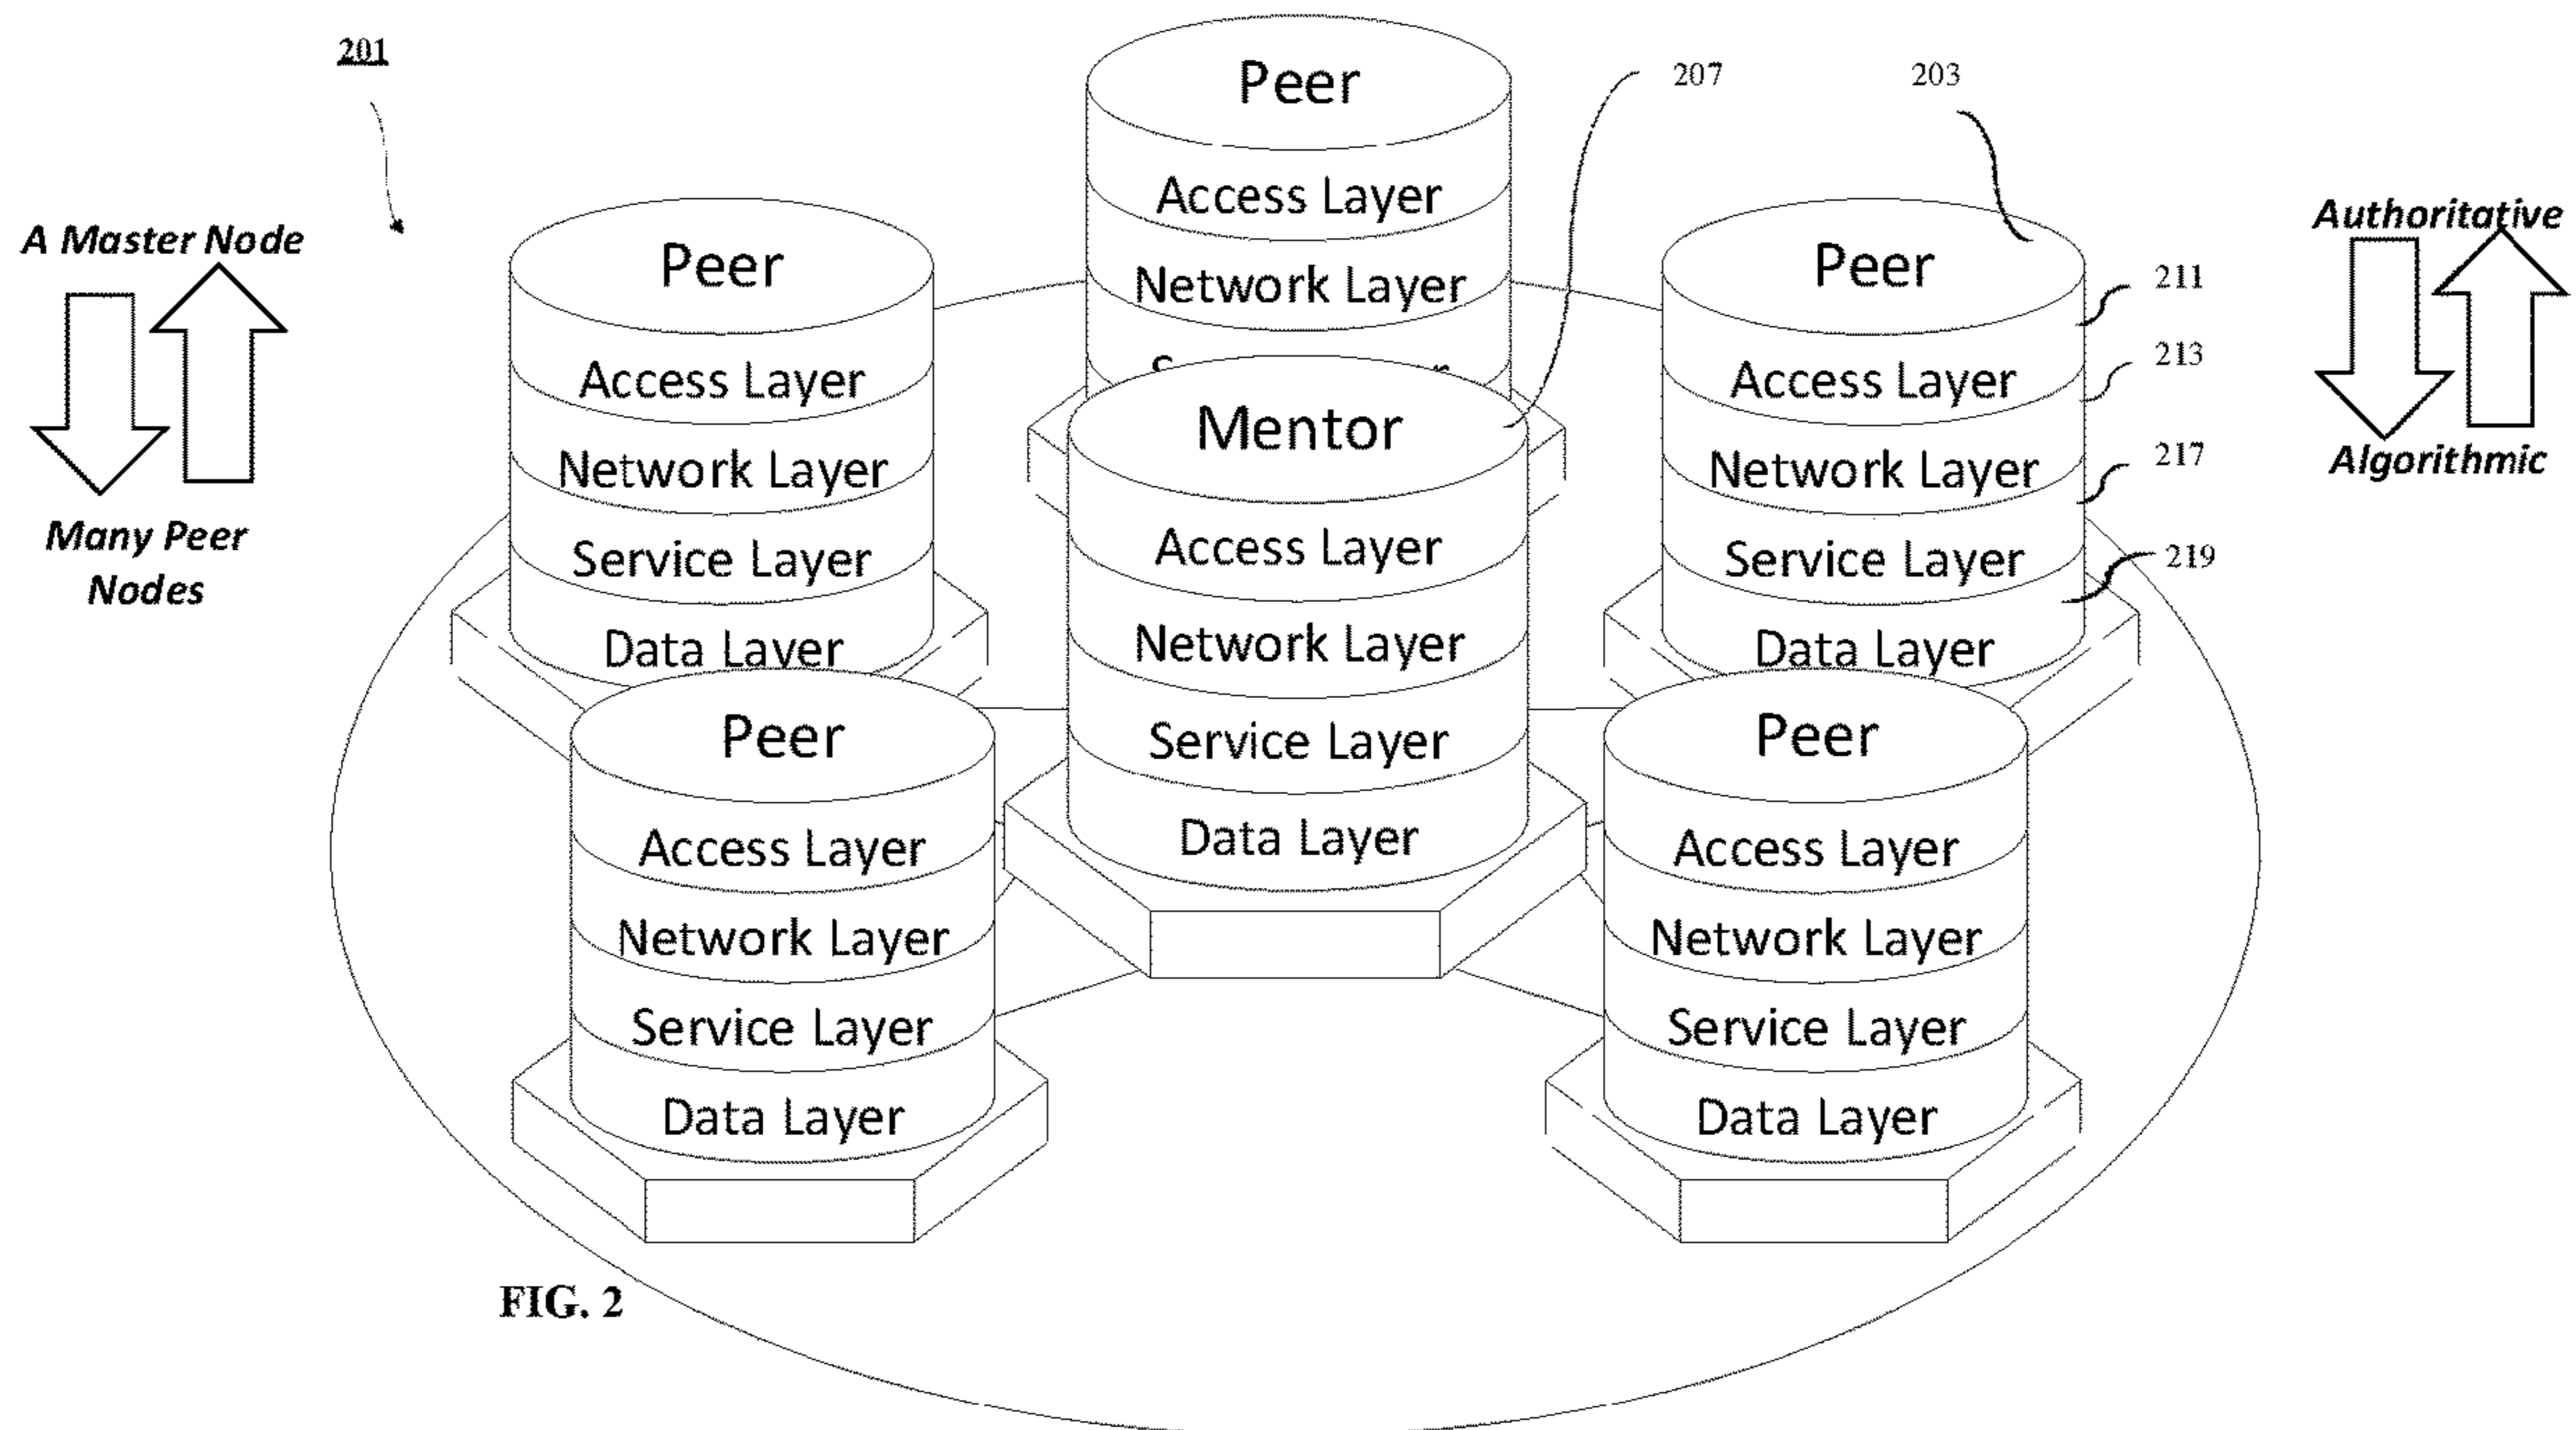 201
A Master Node
Many Peer
Nodes
Peer
Access Layer
Network Layer
207
203
Peer
Access Layer
Network Layer
Service Layer
Data Layer
Peer
Access Layer
Network Layer
Service Layer
Data Layer
211
213
217
219
Authoritative
Algorithmic
Mentor
Access Layer
Network Layer
Service Layer
Data Layer
Peer
Access Layer
Network Layer
Service Layer
Data Layer
Peer
Access Layer
Network Layer
Service Layer
Data Layer
FIG. 2